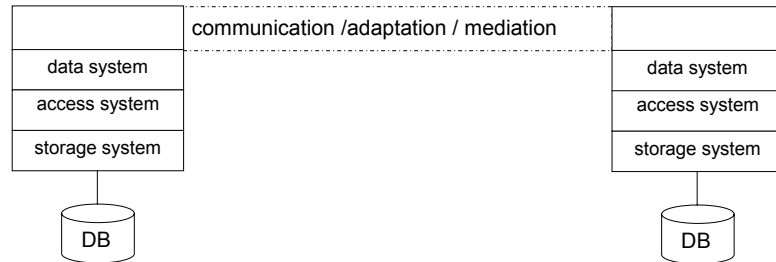 communication /adaptation / mediation
data system
access system
storage system
DB
data system
access system
storage system
DB